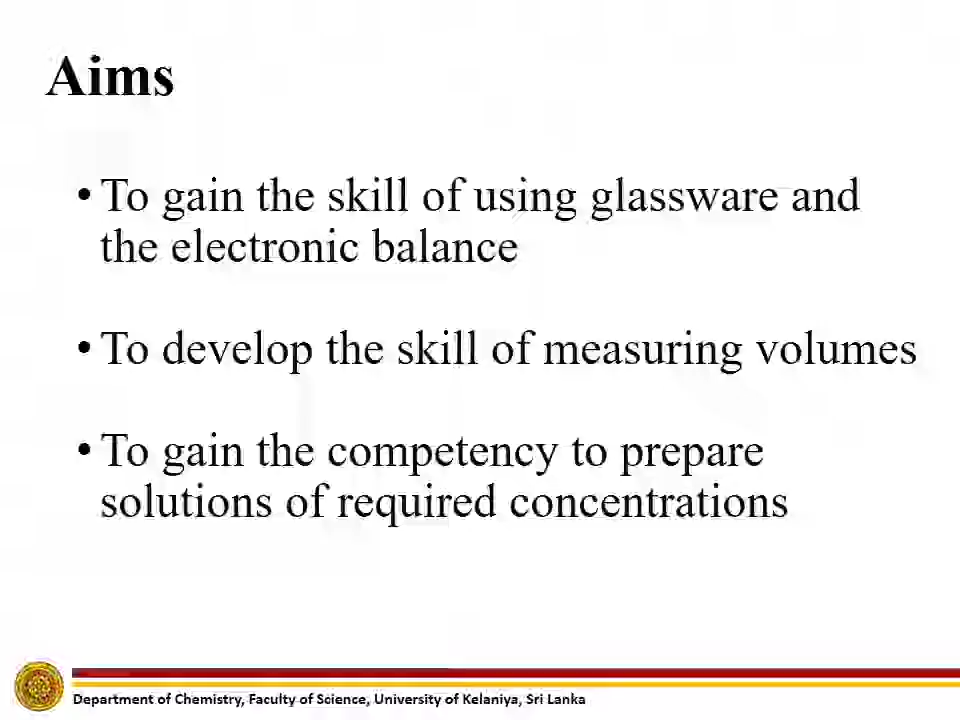 Aims
• To gain the skill of using glassware and
the electronic balance
• To develop the skill of measuring volumes
• To gain the competency to prepare
solutions of required concentrations
Department of Chemistry, Faculty of Science, University of Kelaniya, Sri Lanka